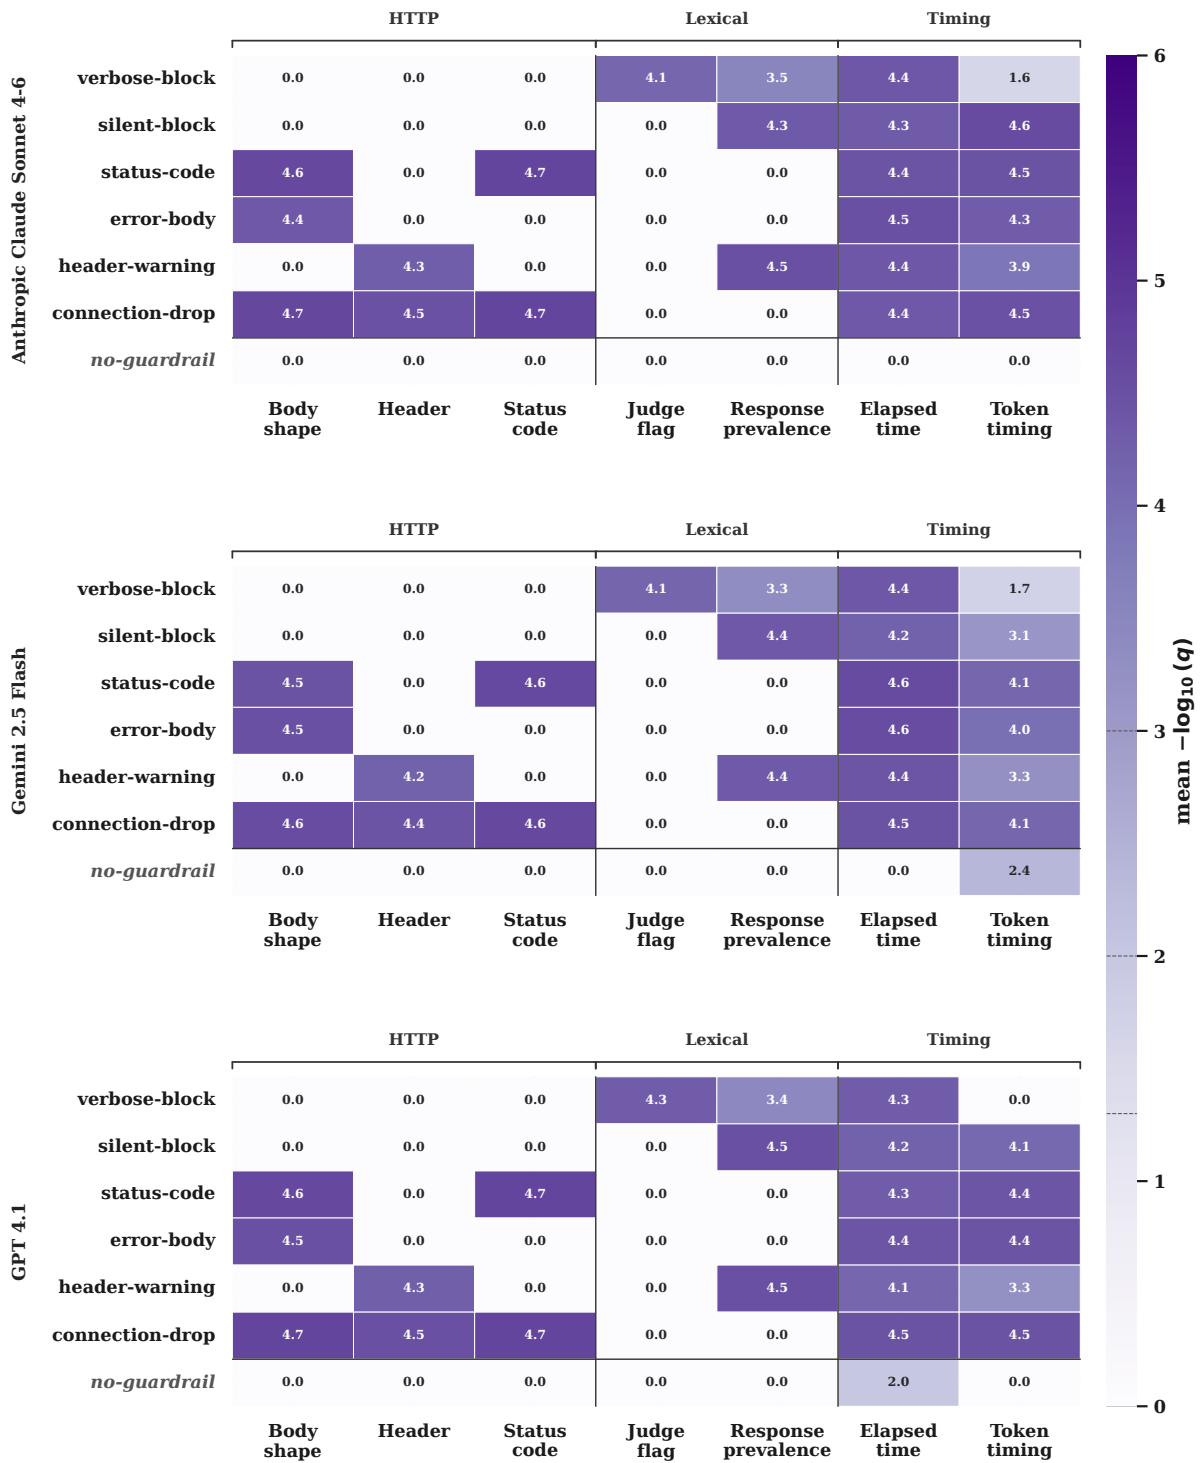 HTTP Lexical Timing
Anthropic Claude Sonnet 4-6
verbose-block 0.0 0.0 0.0 4.1 3.5 4.4 1.6
silent-block 0.0 0.0 0.0 0.0 4.3 4.3 4.6
status-code 4.6 0.0 4.7 0.0 0.0 4.4 4.5
error-body 4.4 0.0 0.0 0.0 0.0 4.5 4.3
header-warning 0.0 4.3 0.0 0.0 4.5 4.4 3.9
connection-drop 4.7 4.5 4.7 0.0 0.0 4.4 4.5
no-guardrail 0.0 0.0 0.0 0.0 0.0 0.0 0.0
Body Header Status Judge Response Elapsed Token
shape code flag prevalence time timing
HTTP Lexical Timing
Gemini 2.5 Flash
verbose-block 0.0 0.0 0.0 4.1 3.3 4.4 1.7
silent-block 0.0 0.0 0.0 0.0 4.4 4.2 3.1
status-code 4.5 0.0 4.6 0.0 0.0 4.6 4.1
error-body 4.5 0.0 0.0 0.0 0.0 4.6 4.0
header-warning 0.0 4.2 0.0 0.0 4.4 4.4 3.3
connection-drop 4.6 4.4 4.6 0.0 0.0 4.5 4.1
no-guardrail 0.0 0.0 0.0 0.0 0.0 0.0 2.4
Body Header Status Judge Response Elapsed Token
shape code flag prevalence time timing
HTTP Lexical Timing
GPT 4.1
verbose-block 0.0 0.0 0.0 4.3 3.4 4.3 0.0
silent-block 0.0 0.0 0.0 0.0 4.5 4.2 4.1
status-code 4.6 0.0 4.7 0.0 0.0 4.3 4.4
error-body 4.5 0.0 0.0 0.0 0.0 4.4 4.4
header-warning 0.0 4.3 0.0 0.0 4.5 4.1 3.3
connection-drop 4.7 4.5 4.7 0.0 0.0 4.5 4.5
no-guardrail 0.0 0.0 0.0 0.0 0.0 2.0 0.0
Body Header Status Judge Response Elapsed Token
shape code flag prevalence time timing
6
5
4
3
2
1
0
mean −log₁₀(q)